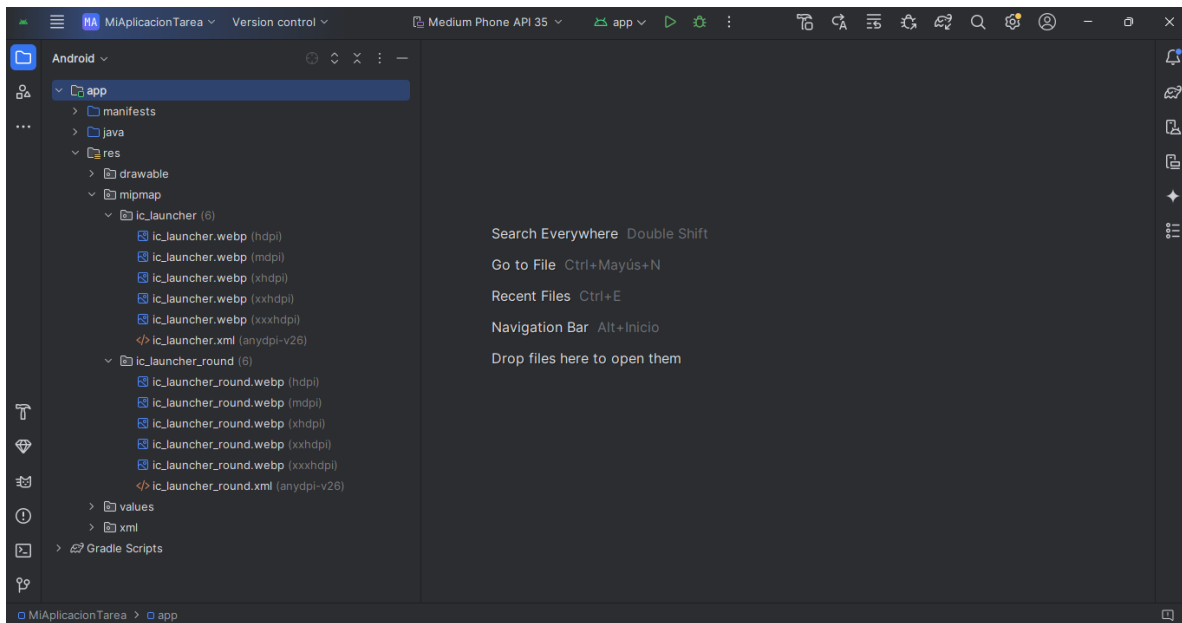 MA MiAplicacionTarea Version control Medium Phone API 35 app
Android
app
manifests
java
res
drawable
mipmap
ic_launcher (6)
ic_launcher.webp (hdpi)
ic_launcher.webp (mdpi)
ic_launcher.webp (xhdpi)
ic_launcher.webp (xxhdpi)
ic_launcher.webp (xxxhdpi)
</> ic_launcher.xml (anydpi-v26)
ic_launcher_round (6)
ic_launcher_round.webp (hdpi)
ic_launcher_round.webp (mdpi)
ic_launcher_round.webp (xhdpi)
ic_launcher_round.webp (xxhdpi)
ic_launcher_round.webp (xxxhdpi)
</> ic_launcher_round.xml (anydpi-v26)
values
xml
Gradle Scripts
Search Everywhere Double Shift
Go to File Ctrl+Mayús+N
Recent Files Ctrl+E
Navigation Bar Alt+Inicio
Drop files here to open them
MiAplicacionTarea > app